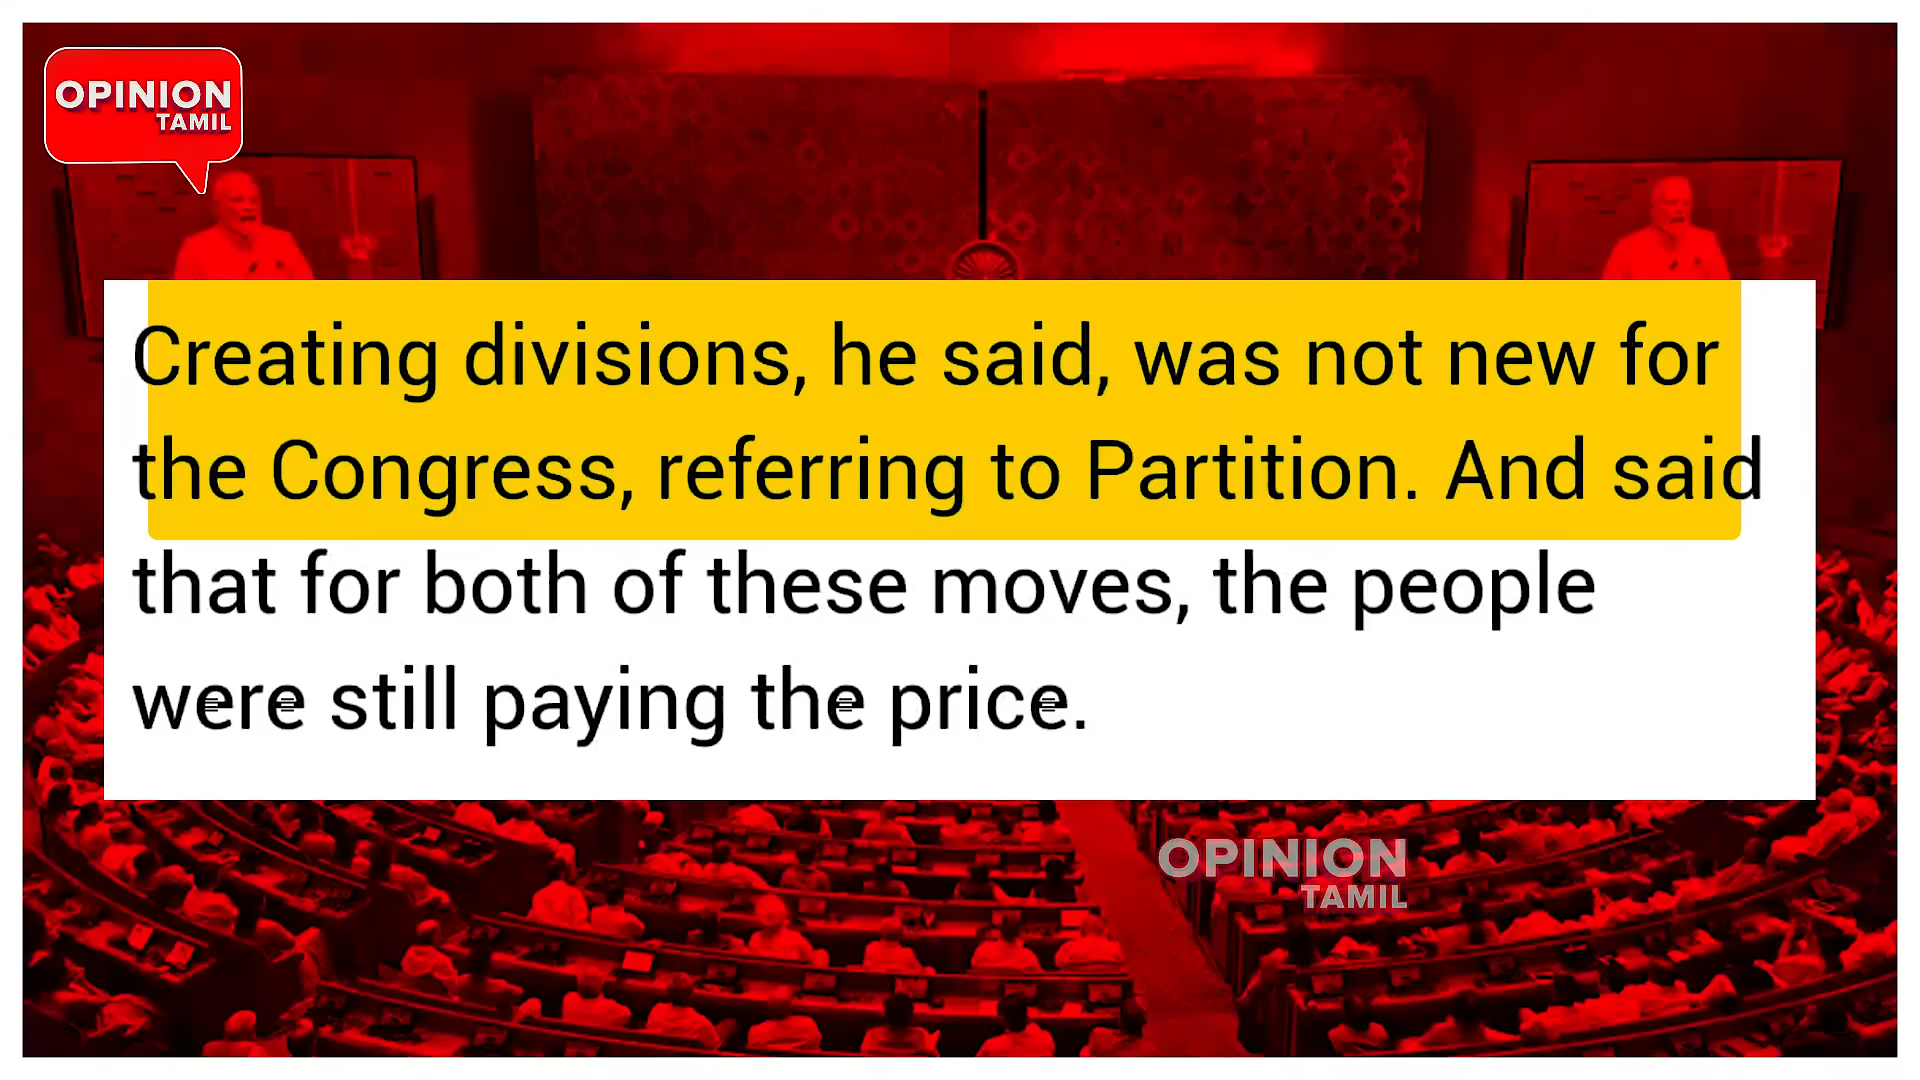 OPINION
TAMIL
Creating divisions, he said, was not new for
the Congress, referring to Partition. And said
that for both of these moves, the people
were still paying the price.
OPINION
TAMIL